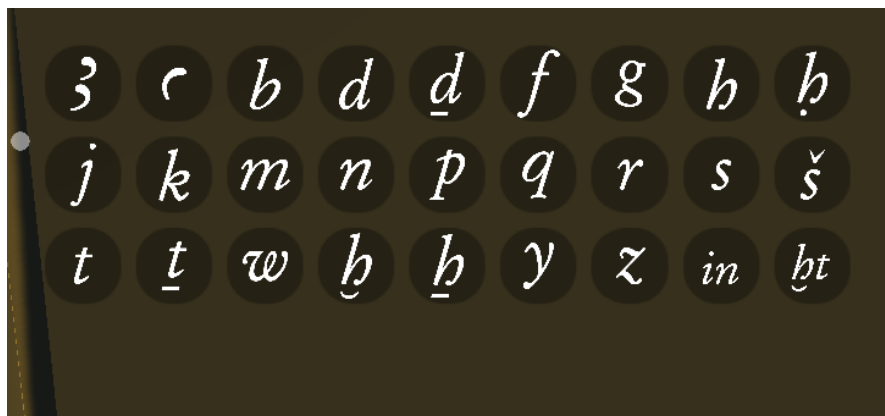 ꜣ ꜥ b d ḏ f g h ḥ
j k m n p q r s š
t ṯ w ḫ ẖ y z in ḫt